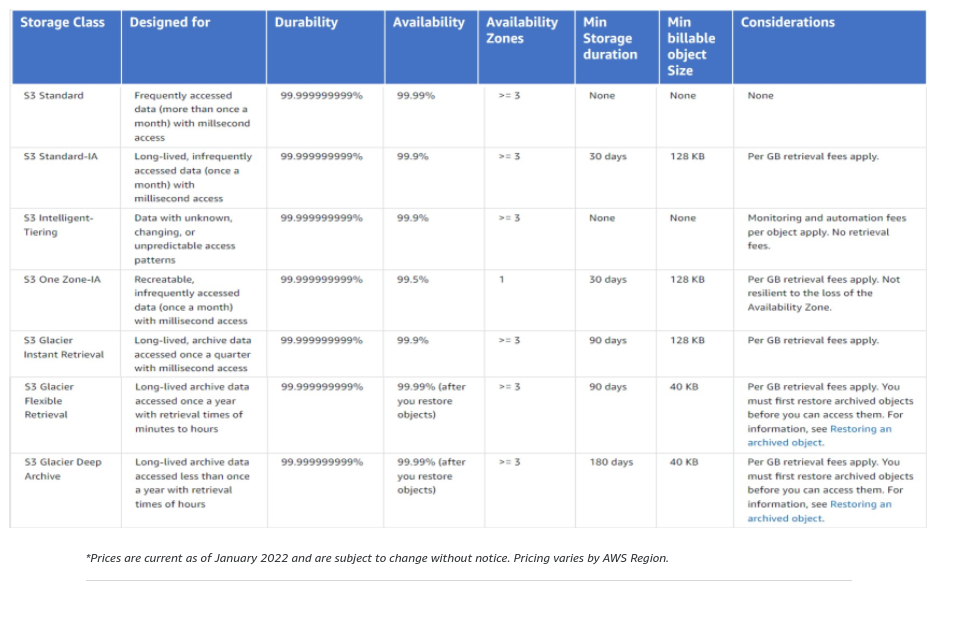 Storage Class
Designed for
Durability
Availability
Availability
Zones
Min
Storage
duration
Min
billable
object
Size
Considerations
S3 Standard
Frequently accessed
data (more than once a
month) with millsecond
access
99.999999999%
99.99%
>= 3
None
None
None
S3 Standard-IA
Long-lived, infrequently
accessed data (once a
month) with
millisecond access
99.999999999%
99.9%
>= 3
30 days
128 KB
Per GB retrieval fees apply.
S3 Intelligent-
Tiering
Data with unknown,
changing, or
unpredictable access
patterns
99.999999999%
99.9%
>= 3
None
None
Monitoring and automation fees
per object apply. No retrieval
fees.
S3 One Zone-IA
Recreatable,
infrequently accessed
data (once a month)
with millisecond access
99.999999999%
99.5%
1
30 days
128 KB
Per GB retrieval fees apply. Not
resilient to the loss of the
Availability Zone.
S3 Glacier
Instant Retrieval
Long-lived, archive data
accessed once a quarter
with millisecond access
99.999999999%
99.9%
>= 3
90 days
128 KB
Per GB retrieval fees apply.
S3 Glacier
Flexible
Retrieval
Long-lived archive data
accessed once a year
with retrieval times of
minutes to hours
99.999999999%
99.99% (after
you restore
objects)
>= 3
90 days
40 KB
Per GB retrieval fees apply. You
must first restore archived objects
before you can access them. For
information, see Restoring an
archived object.
S3 Glacier Deep
Archive
Long-lived archive data
accessed less than once
a year with retrieval
times of hours
99.999999999%
99.99% (after
you restore
objects)
>= 3
180 days
40 KB
Per GB retrieval fees apply. You
must first restore archived objects
before you can access them. For
information, see Restoring an
archived object.
*Prices are current as of January 2022 and are subject to change without notice. Pricing varies by AWS Region.